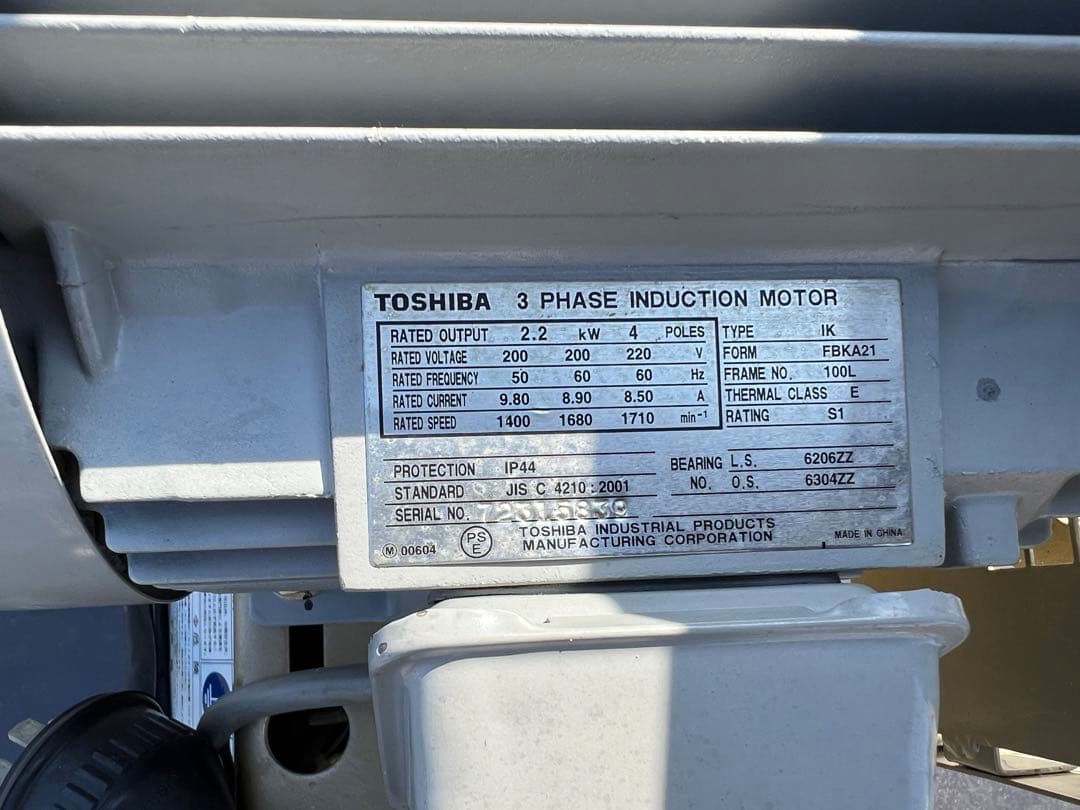 TOSHIBA 3 PHASE INDUCTION MOTOR
RATED OUTPUT 2.2 kW 4 POLES
RATED VOLTAGE 200 200 220 V
RATED FREQUENCY 50 60 60 Hz
RATED CURRENT 9.80 8.90 8.50 A
RATED SPEED 1400 1680 1710 min⁻¹
TYPE IK
FORM FBKA21
FRAME NO. 100L
THERMAL CLASS E
RATING S1
PROTECTION IP44
STANDARD JIS C 4210:2001
SERIAL NO.
BEARING L.S. 6206ZZ
NO. O.S. 6304ZZ
M 00604
PS
E
TOSHIBA INDUSTRIAL PRODUCTS
MANUFACTURING CORPORATION
MADE IN CHINA